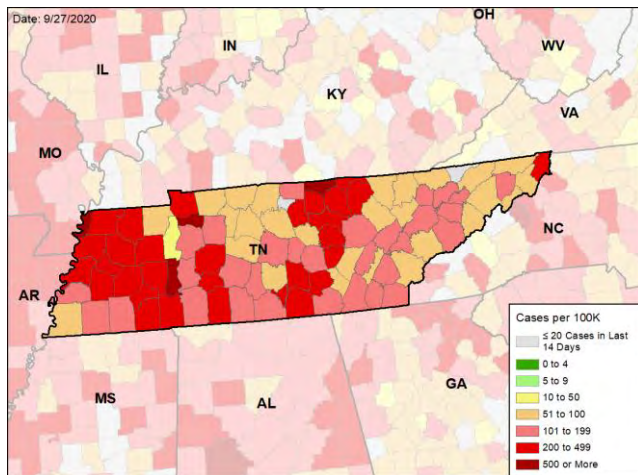 Date: 9/27/2020
OH
IN
WV
IL
KY
VA
MO
TN
NC
AR
MS
AL
GA
Cases per 100K
≤ 20 Cases in Last
14 Days
0 to 4
5 to 9
10 to 50
51 to 100
101 to 199
200 to 499
500 or More